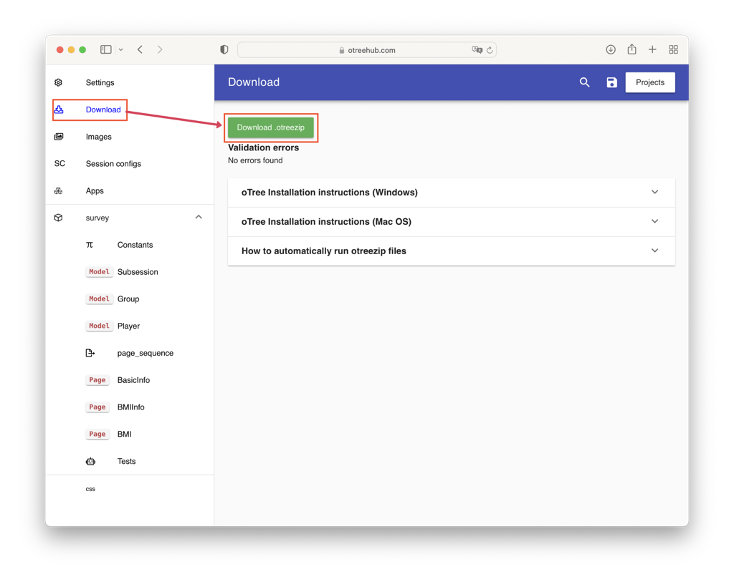 otreehub.com
Settings
Download
Images
SC Session configs
Apps
survey
π Constants
Model Subsession
Model Group
Model Player
page_sequence
Page BasicInfo
Page BMIInfo
Page BMI
Tests
css
Download
Projects
Download .otreezip
Validation errors
No errors found
oTree Installation instructions (Windows)
oTree Installation instructions (Mac OS)
How to automatically run otreezip files